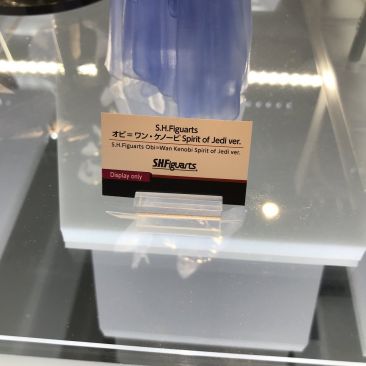 S.H.Figuarts
オビ＝ワン・ケノービ Spirit of Jedi ver.
S.H.Figuarts Obi=Wan Kenobi Spirit of Jedi ver.
S.H.Figuarts
Display only